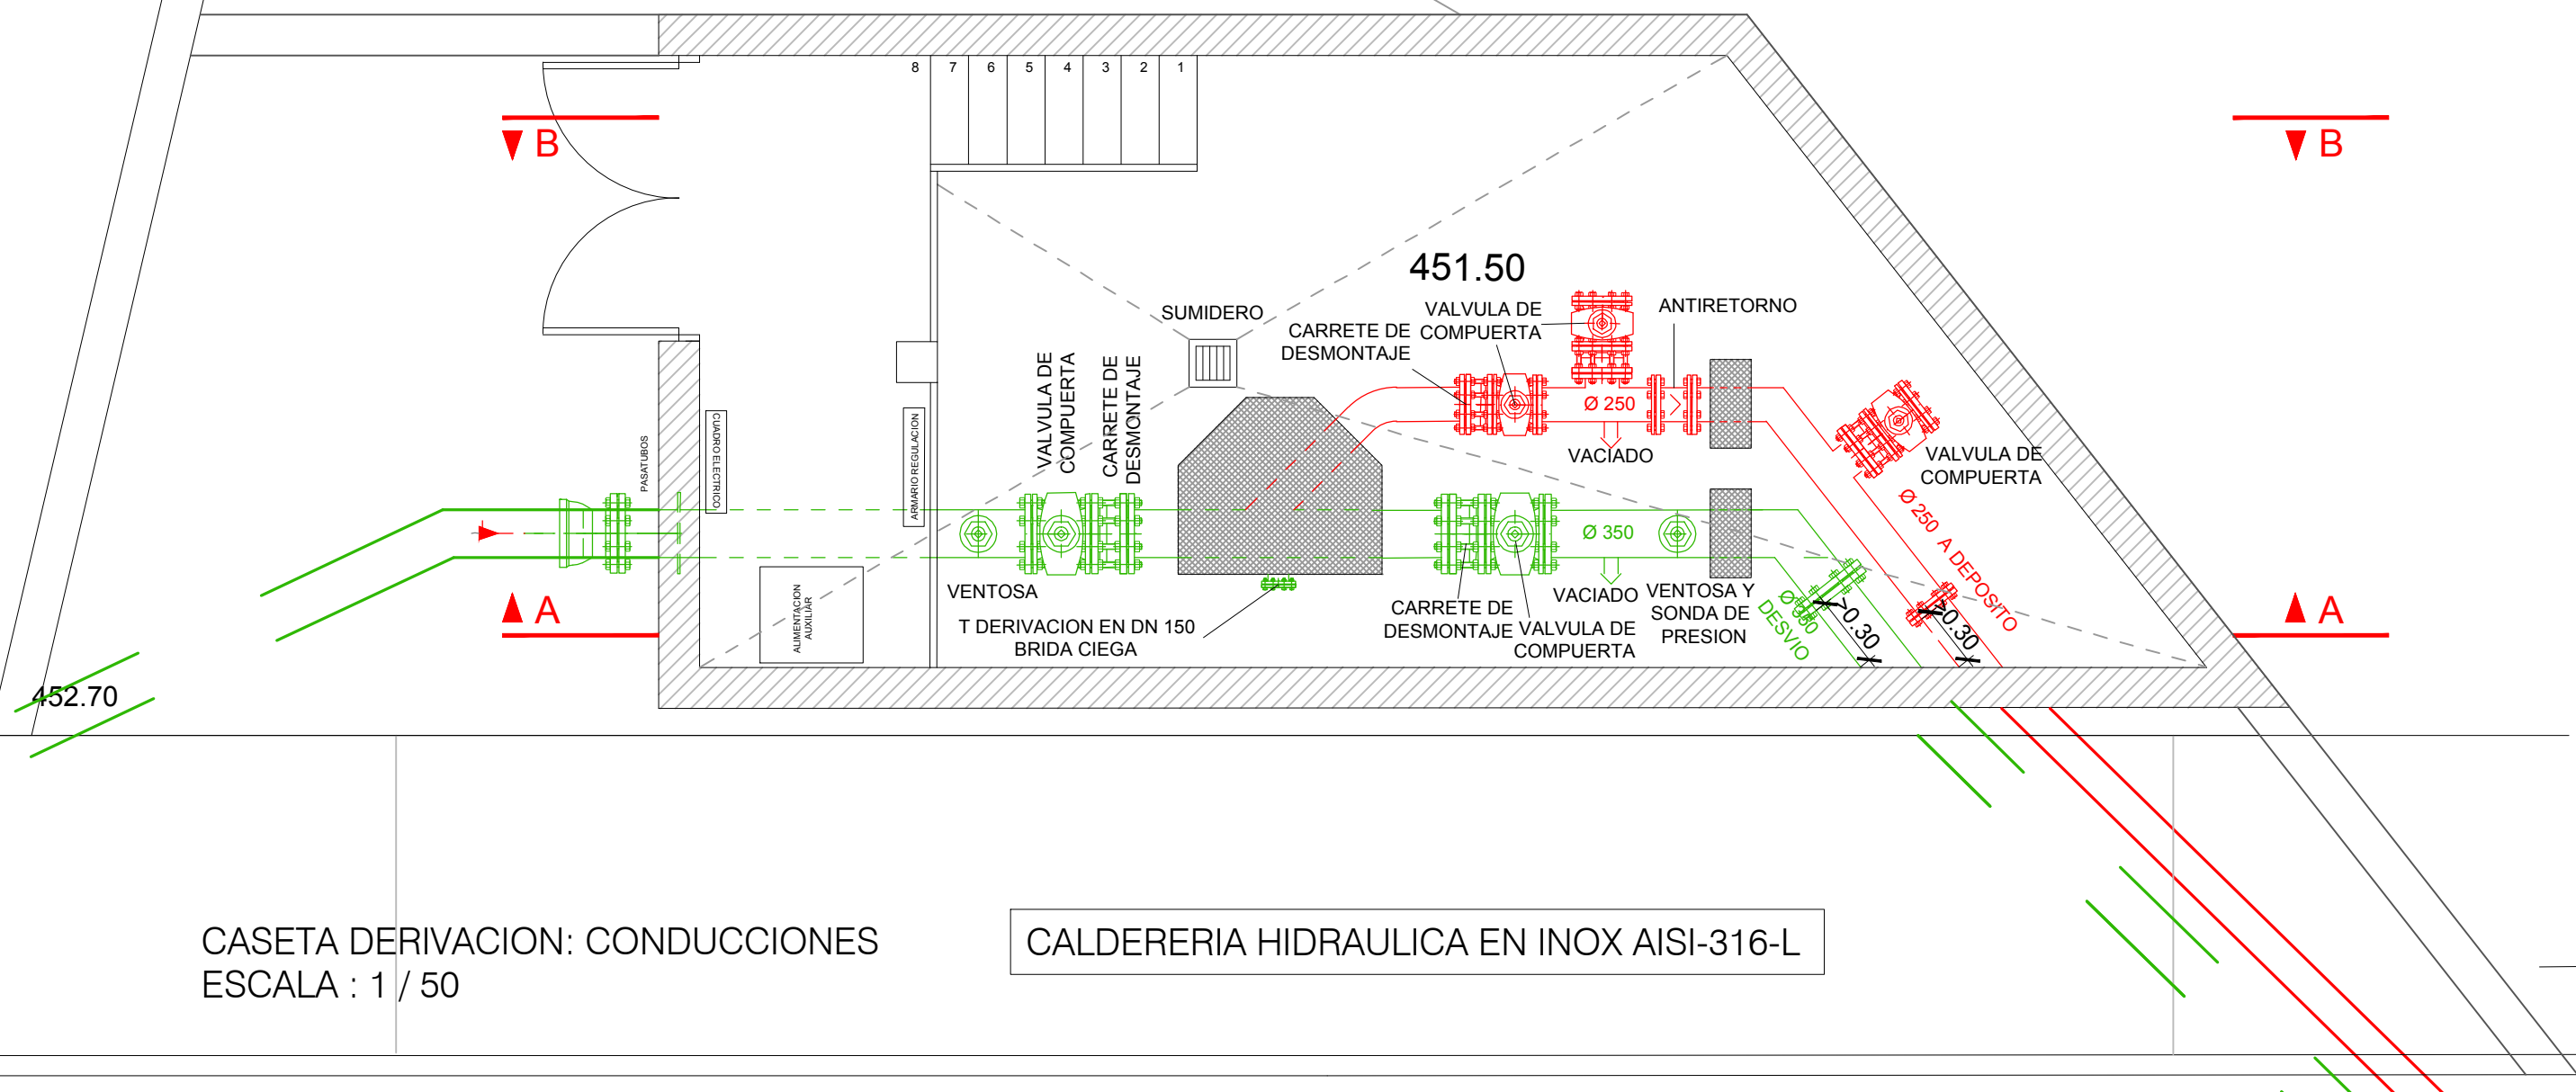 8 7 6 5 4 3 2 1
B
B
451.50
SUMIDERO
VALVULA DE
COMPUERTA
ANTIRETORNO
CARRETE DE
DESMONTAJE
VALVULA DE
COMPUERTA
CARRETE DE
DESMONTAJE
Ø 250
VACIADO
VALVULA DE
COMPUERTA
PASATUBOS
CUADRO ELECTRICO
ARMARIO REGULACION
Ø 250 A DEPOSITO
Ø 350
VENTOSA
ALIMENTACION
AUXILIAR
T DERIVACION EN DN 150
BRIDA CIEGA
CARRETE DE
DESMONTAJE
VACIADO
VALVULA DE
COMPUERTA
VENTOSA Y
SONDA DE
PRESION
Ø 350
DESVIO
>0.30
>0.30
A
A
452.70
CASETA DERIVACION: CONDUCCIONES
ESCALA : 1 / 50
CALDERERIA HIDRAULICA EN INOX AISI-316-L